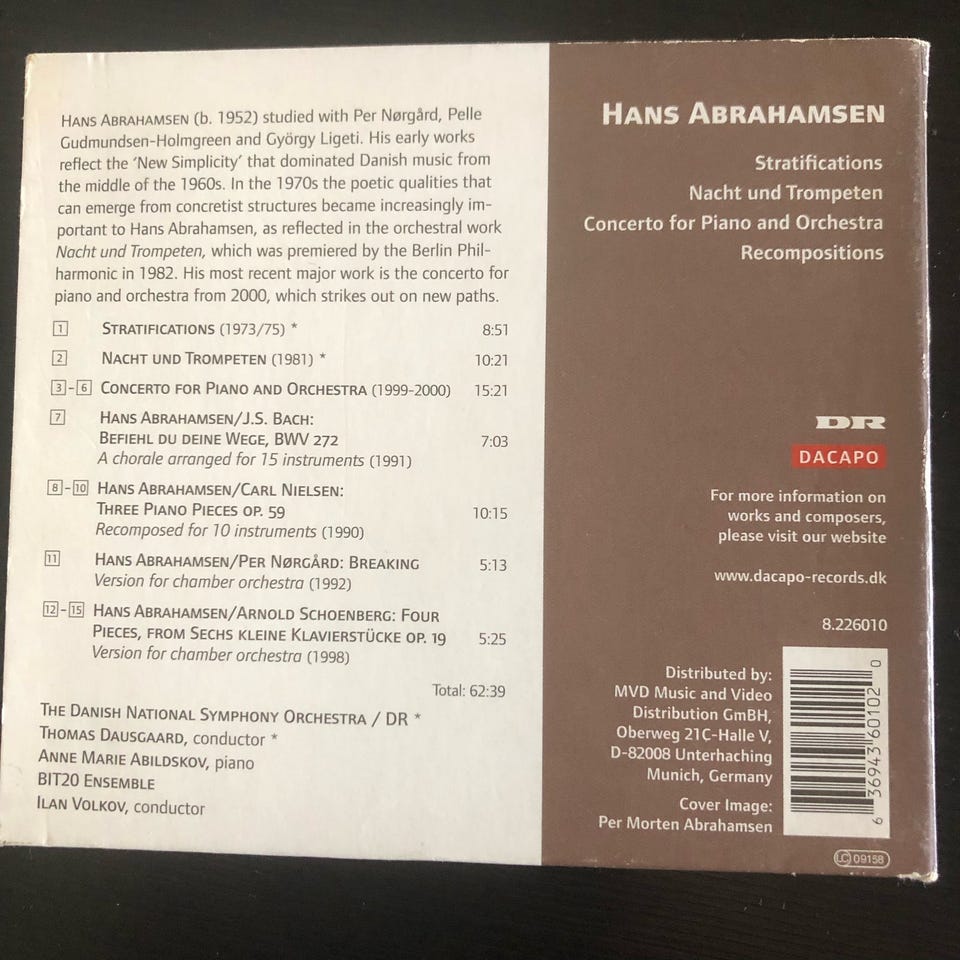 HANS ABRAHAMSEN (b. 1952) studied with Per Nørgård, Pelle
Gudmundsen-Holmgreen and György Ligeti. His early works
reflect the ‘New Simplicity’ that dominated Danish music from
the middle of the 1960s. In the 1970s the poetic qualities that
can emerge from concretist structures became increasingly im-
portant to Hans Abrahamsen, as reflected in the orchestral work
Nacht und Trompeten, which was premiered by the Berlin Phil-
harmonic in 1982. His most recent major work is the concerto for
piano and orchestra from 2000, which strikes out on new paths.
1 STRATIFICATIONS (1973/75) * 8:51
2 NACHT UND TROMPETEN (1981) * 10:21
3-6 CONCERTO FOR PIANO AND ORCHESTRA (1999-2000) 15:21
7 HANS ABRAHAMSEN/J.S. BACH:
BEFIEHL DU DEINE WEGE, BWV 272 7:03
A chorale arranged for 15 instruments (1991)
8-10 HANS ABRAHAMSEN/CARL NIELSEN:
THREE PIANO PIECES OP. 59 10:15
Recomposed for 10 instruments (1990)
11 HANS ABRAHAMSEN/PER NØRGÅRD: BREAKING 5:13
Version for chamber orchestra (1992)
12-15 HANS ABRAHAMSEN/ARNOLD SCHOENBERG: FOUR
PIECES, FROM SECHS KLEINE KLAVIERSTÜCKE OP. 19 5:25
Version for chamber orchestra (1998)
Total: 62:39
THE DANISH NATIONAL SYMPHONY ORCHESTRA / DR *
THOMAS DAUSGAARD, conductor *
ANNE MARIE ABILDSKOV, piano
BIT20 ENSEMBLE
ILAN VOLKOV, conductor
HANS ABRAHAMSEN
Stratifications
Nacht und Trompeten
Concerto for Piano and Orchestra
Recompositions
DR
DACAPO
For more information on
works and composers,
please visit our website
www.dacapo-records.dk
8.226010
Distributed by:
MVD Music and Video
Distribution GmBH,
Oberweg 21C-Halle V,
D-82008 Unterhaching
Munich, Germany
Cover Image:
Per Morten Abrahamsen
6 36943 60102 0
LC 09158